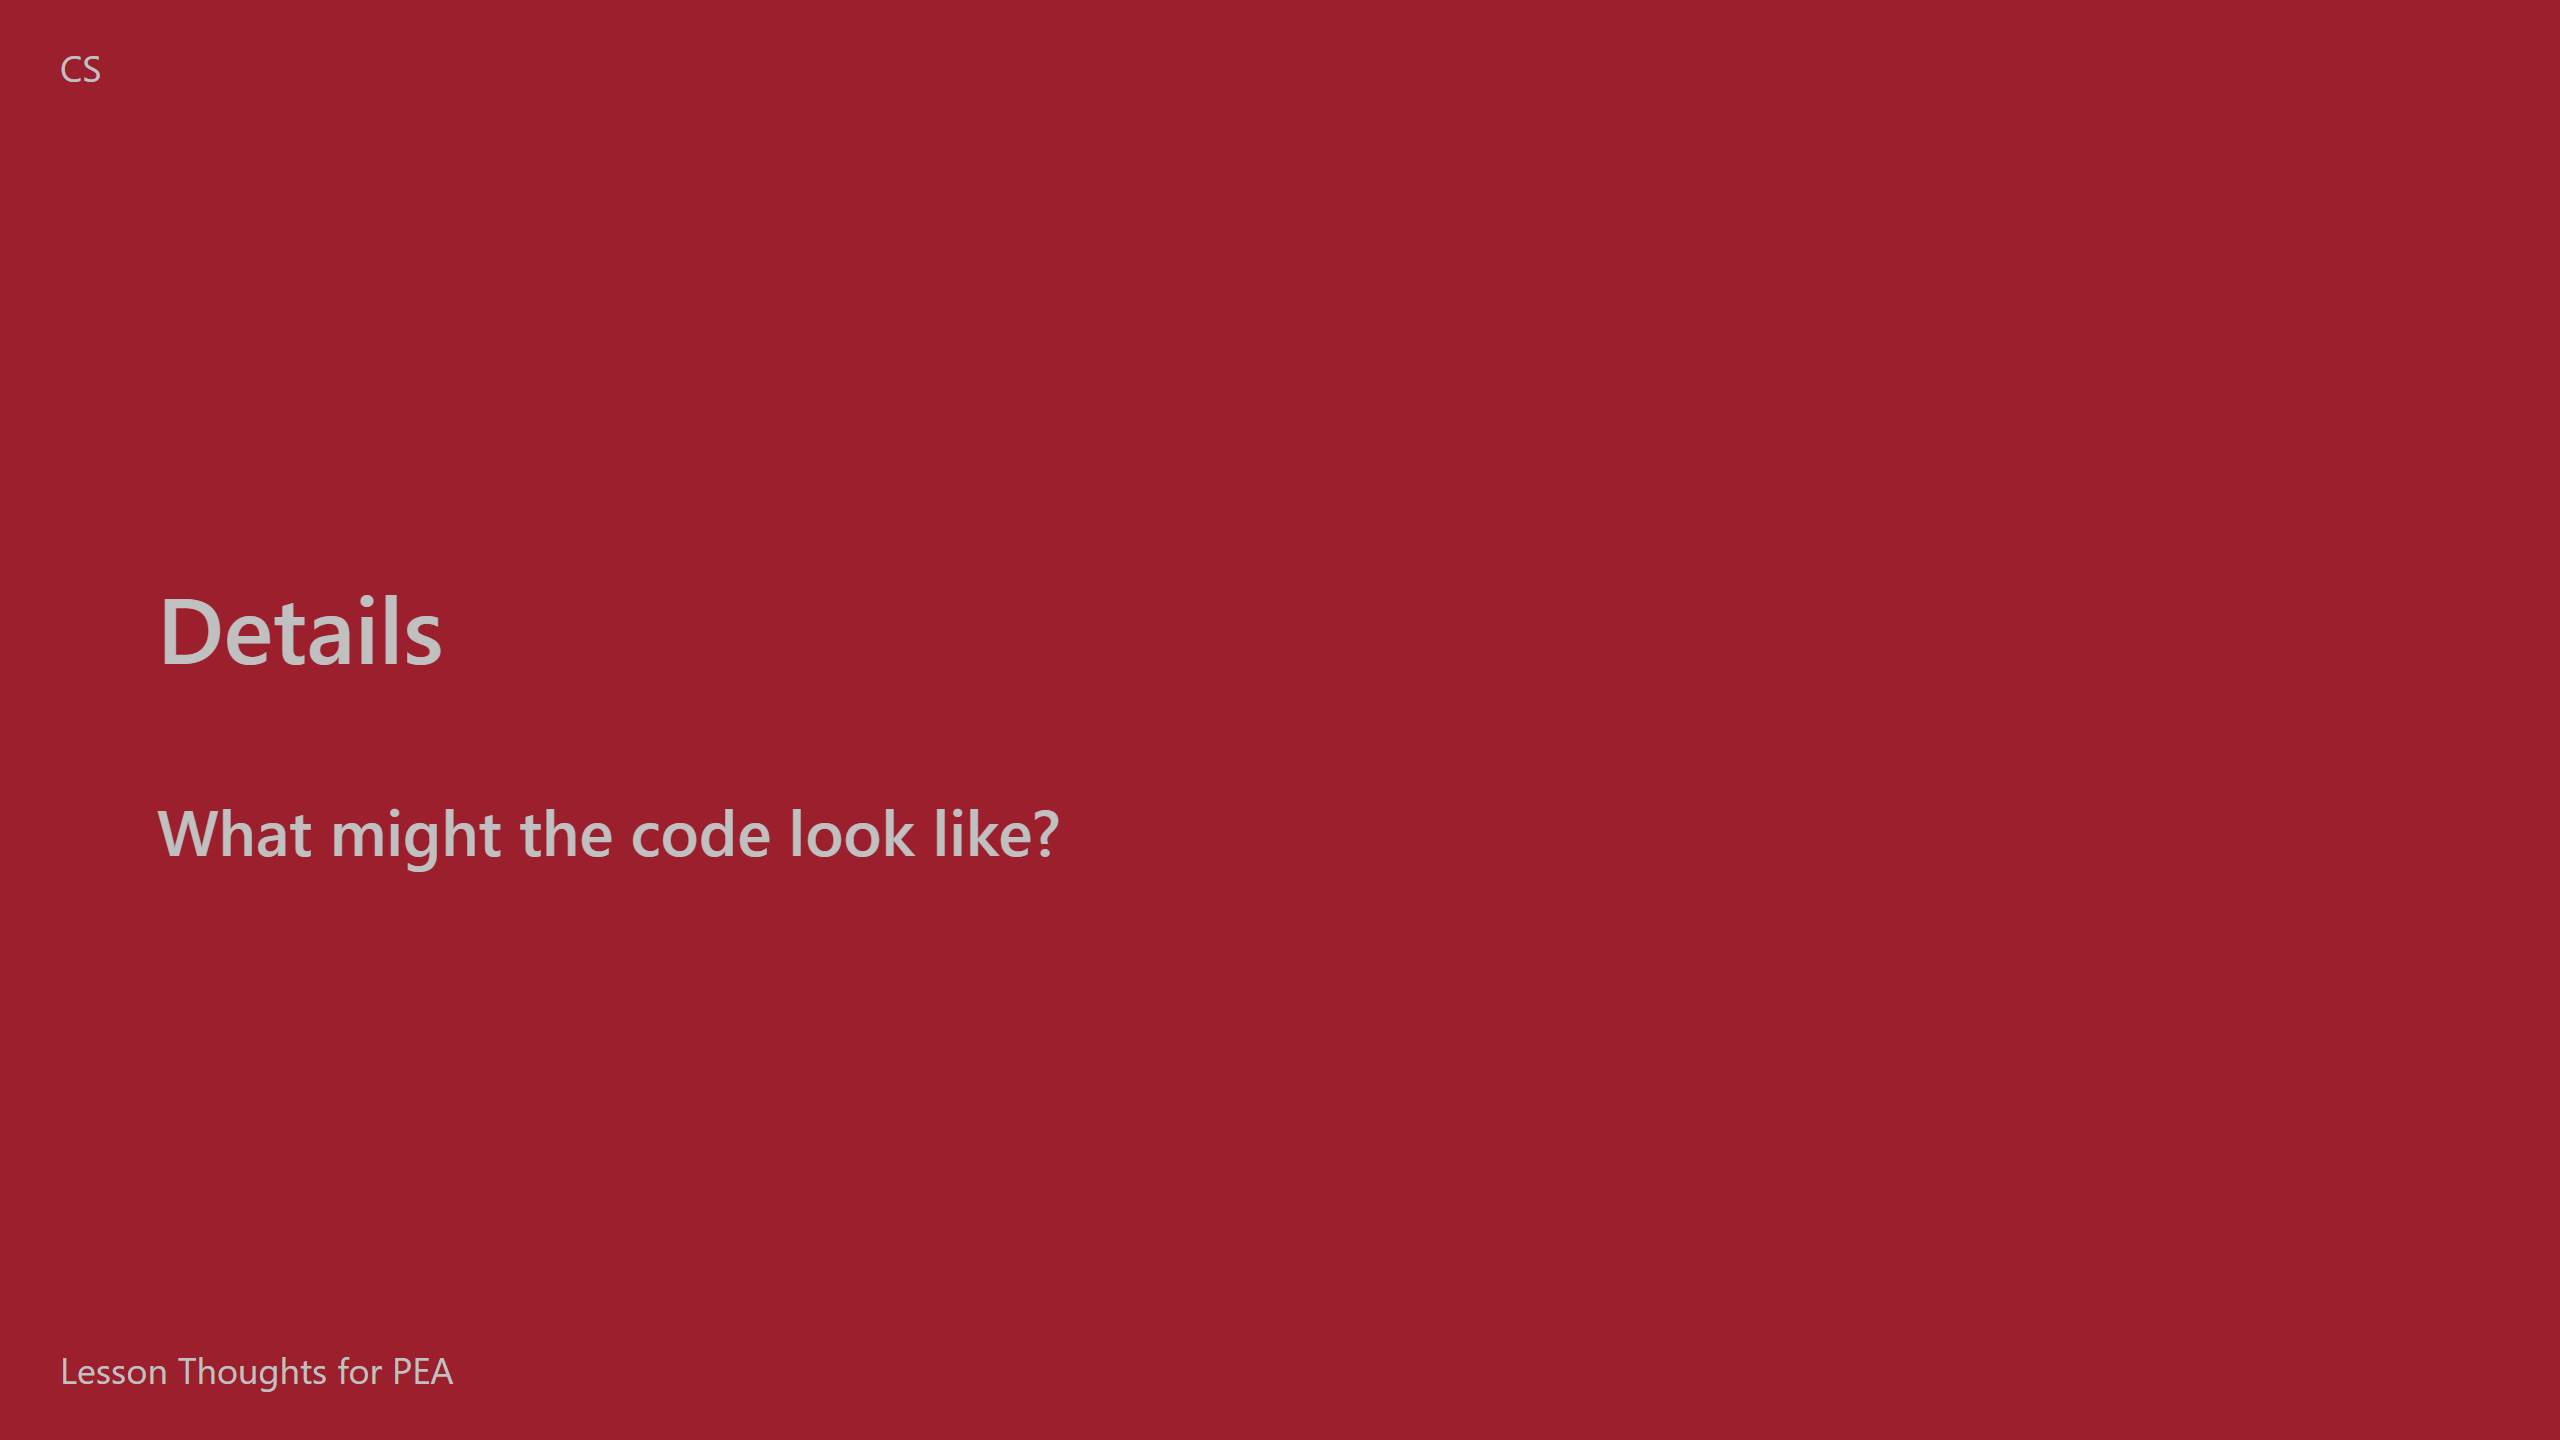 CS
Details
What might the code look like?
Lesson Thoughts for PEA